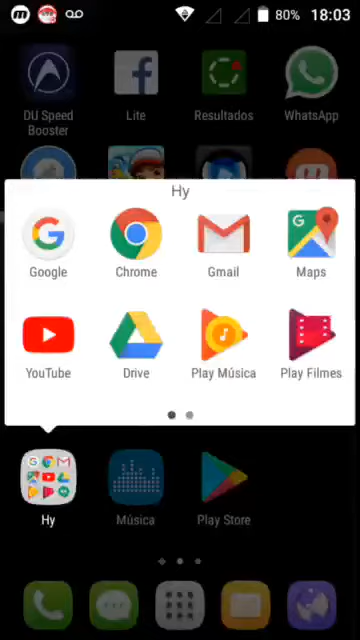 80% 18:03
DU Speed Booster
Lite
Resultados
WhatsApp
Hy
Google
Chrome
Gmail
Maps
YouTube
Drive
Play Música
Play Filmes
Hy
Música
Play Store